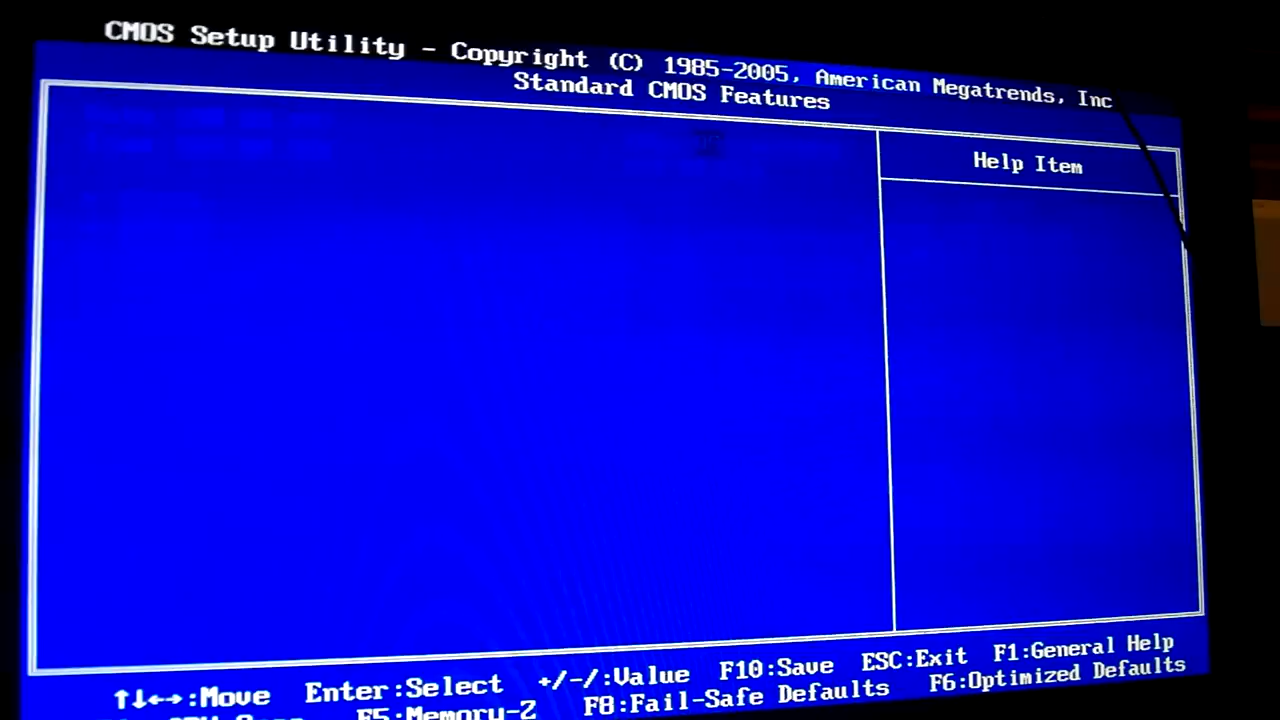 CMOS Setup Utility - Copyright (C) 1985-2005, American Megatrends, Inc
Standard CMOS Features
Help Item
↑↓←→:Move Enter:Select +/-/:Value F10:Save ESC:Exit F1:General Help
F5:Memory-Z F8:Fail-Safe Defaults F6:Optimized Defaults